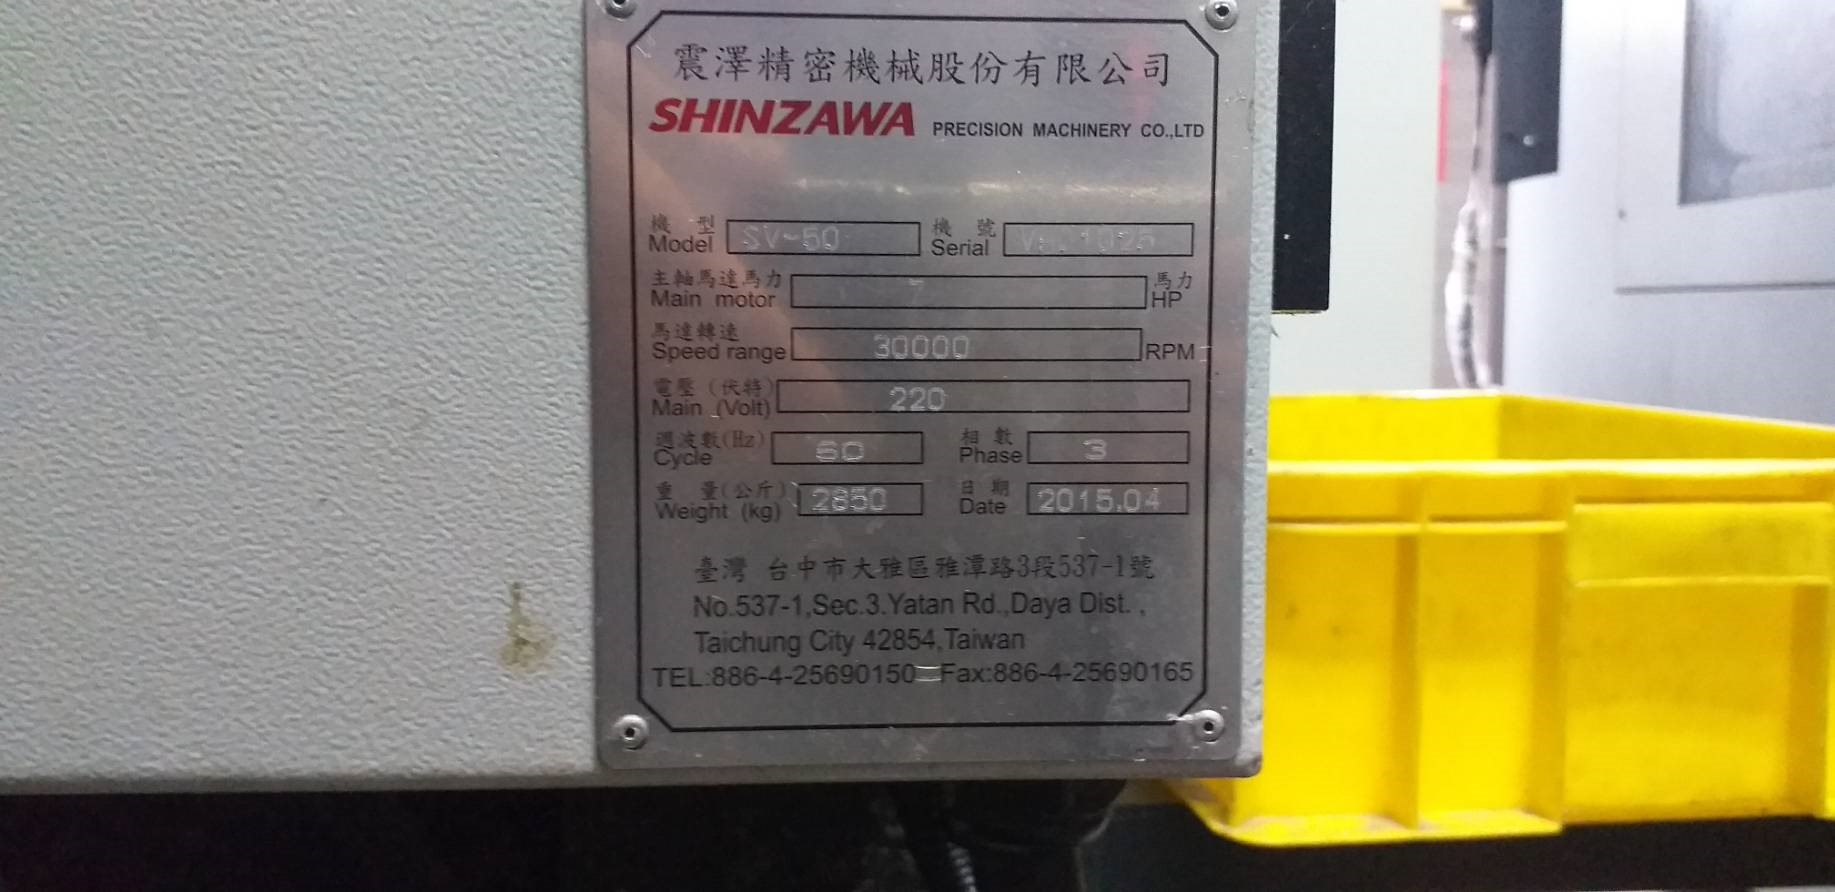 震澤精密機械股份有限公司
SHINZAWA PRECISION MACHINERY CO.,LTD
機 型 機 號
Model SV-50 Serial
主軸馬達馬力 馬力
Main motor 7 HP
馬達轉速
Speed range 30000 RPM
電壓(伏特)
Main (Volt) 220
週波數(Hz) 相 數
Cycle 60 Phase 3
重 量(公斤) 日 期
Weight (kg) 2850 Date 2015.04
臺灣 台中市大雅區雅潭路3段537-1號
No.537-1,Sec.3.Yatan Rd.,Daya Dist. ,
Taichung City 42854,Taiwan
TEL:886-4-25690150 Fax:886-4-25690165